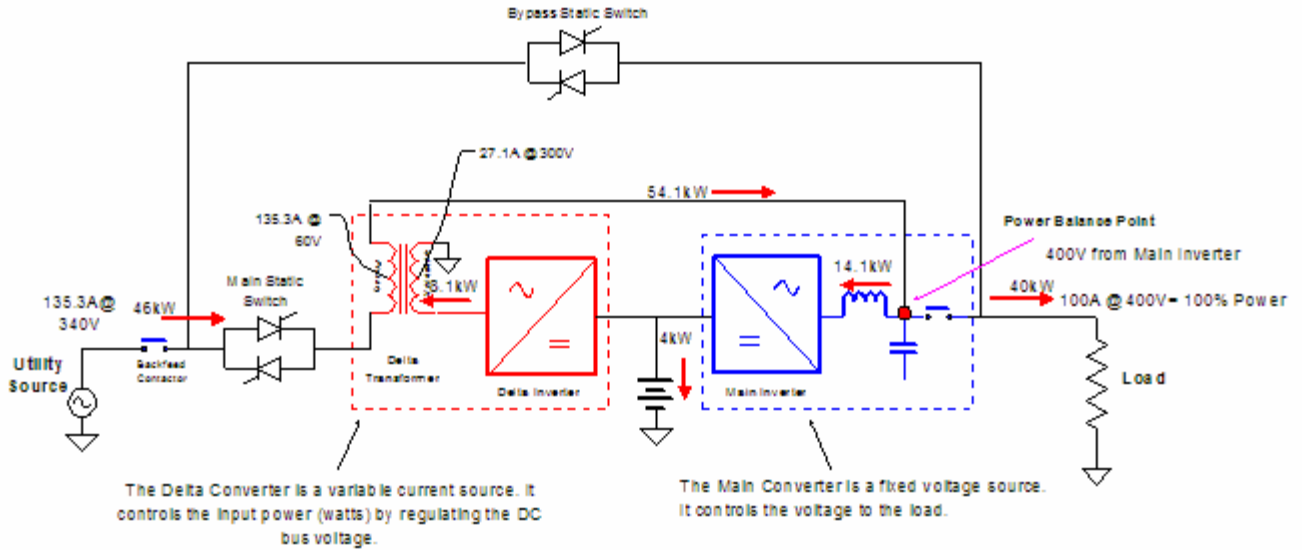 Bypass Static Switch
27.1A @300V
54.1kW
135.3A @
60V
Power Balance Point
400V from Main Inverter
Main Static
Switch
14.1kW
135.3A@
340V
46kW
40kW
100A @ 400V= 100% Power
4kW
Utility
Source
Backfeed
Contactor
Delta
Transformer
Delta Inverter
Main Inverter
Load
The Delta Converter is a variable current source. It
controls the input power (watts) by regulating the DC
bus voltage.
The Main Converter is a fixed voltage source.
It controls the voltage to the load.